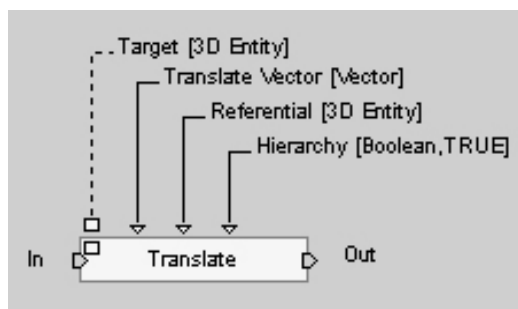 Target [3D Entity]
Translate Vector [Vector]
Referential [3D Entity]
Hierarchy [Boolean,TRUE]
In Translate Out